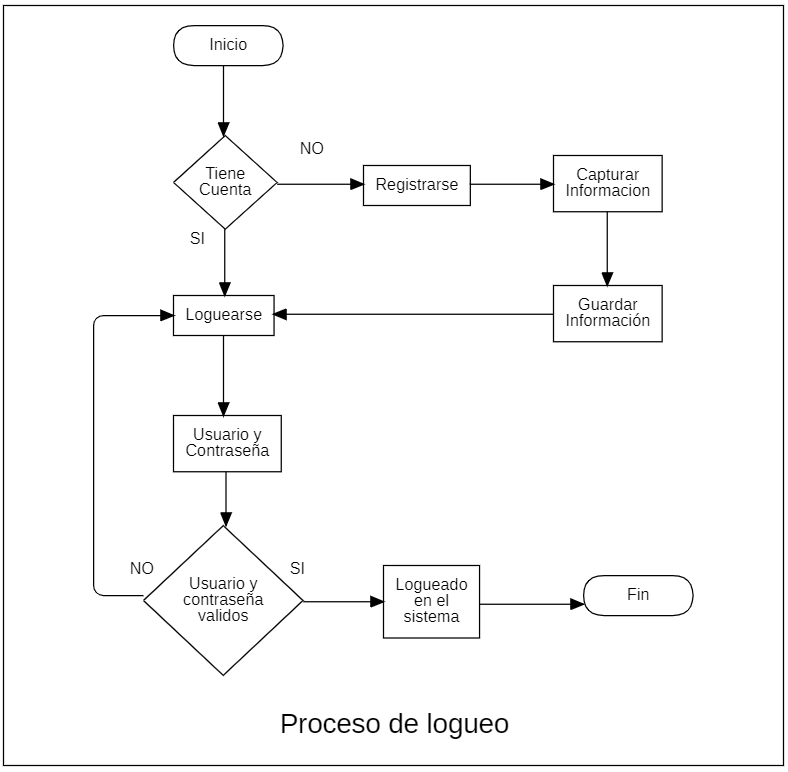 Inicio
NO
Tiene
Cuenta
Registrarse
Capturar
Informacion
SI
Loguearse
Guardar
Información
Usuario y
Contraseña
NO
Usuario y
contraseña
validos
SI
Logueado
en el
sistema
Fin
Proceso de logueo